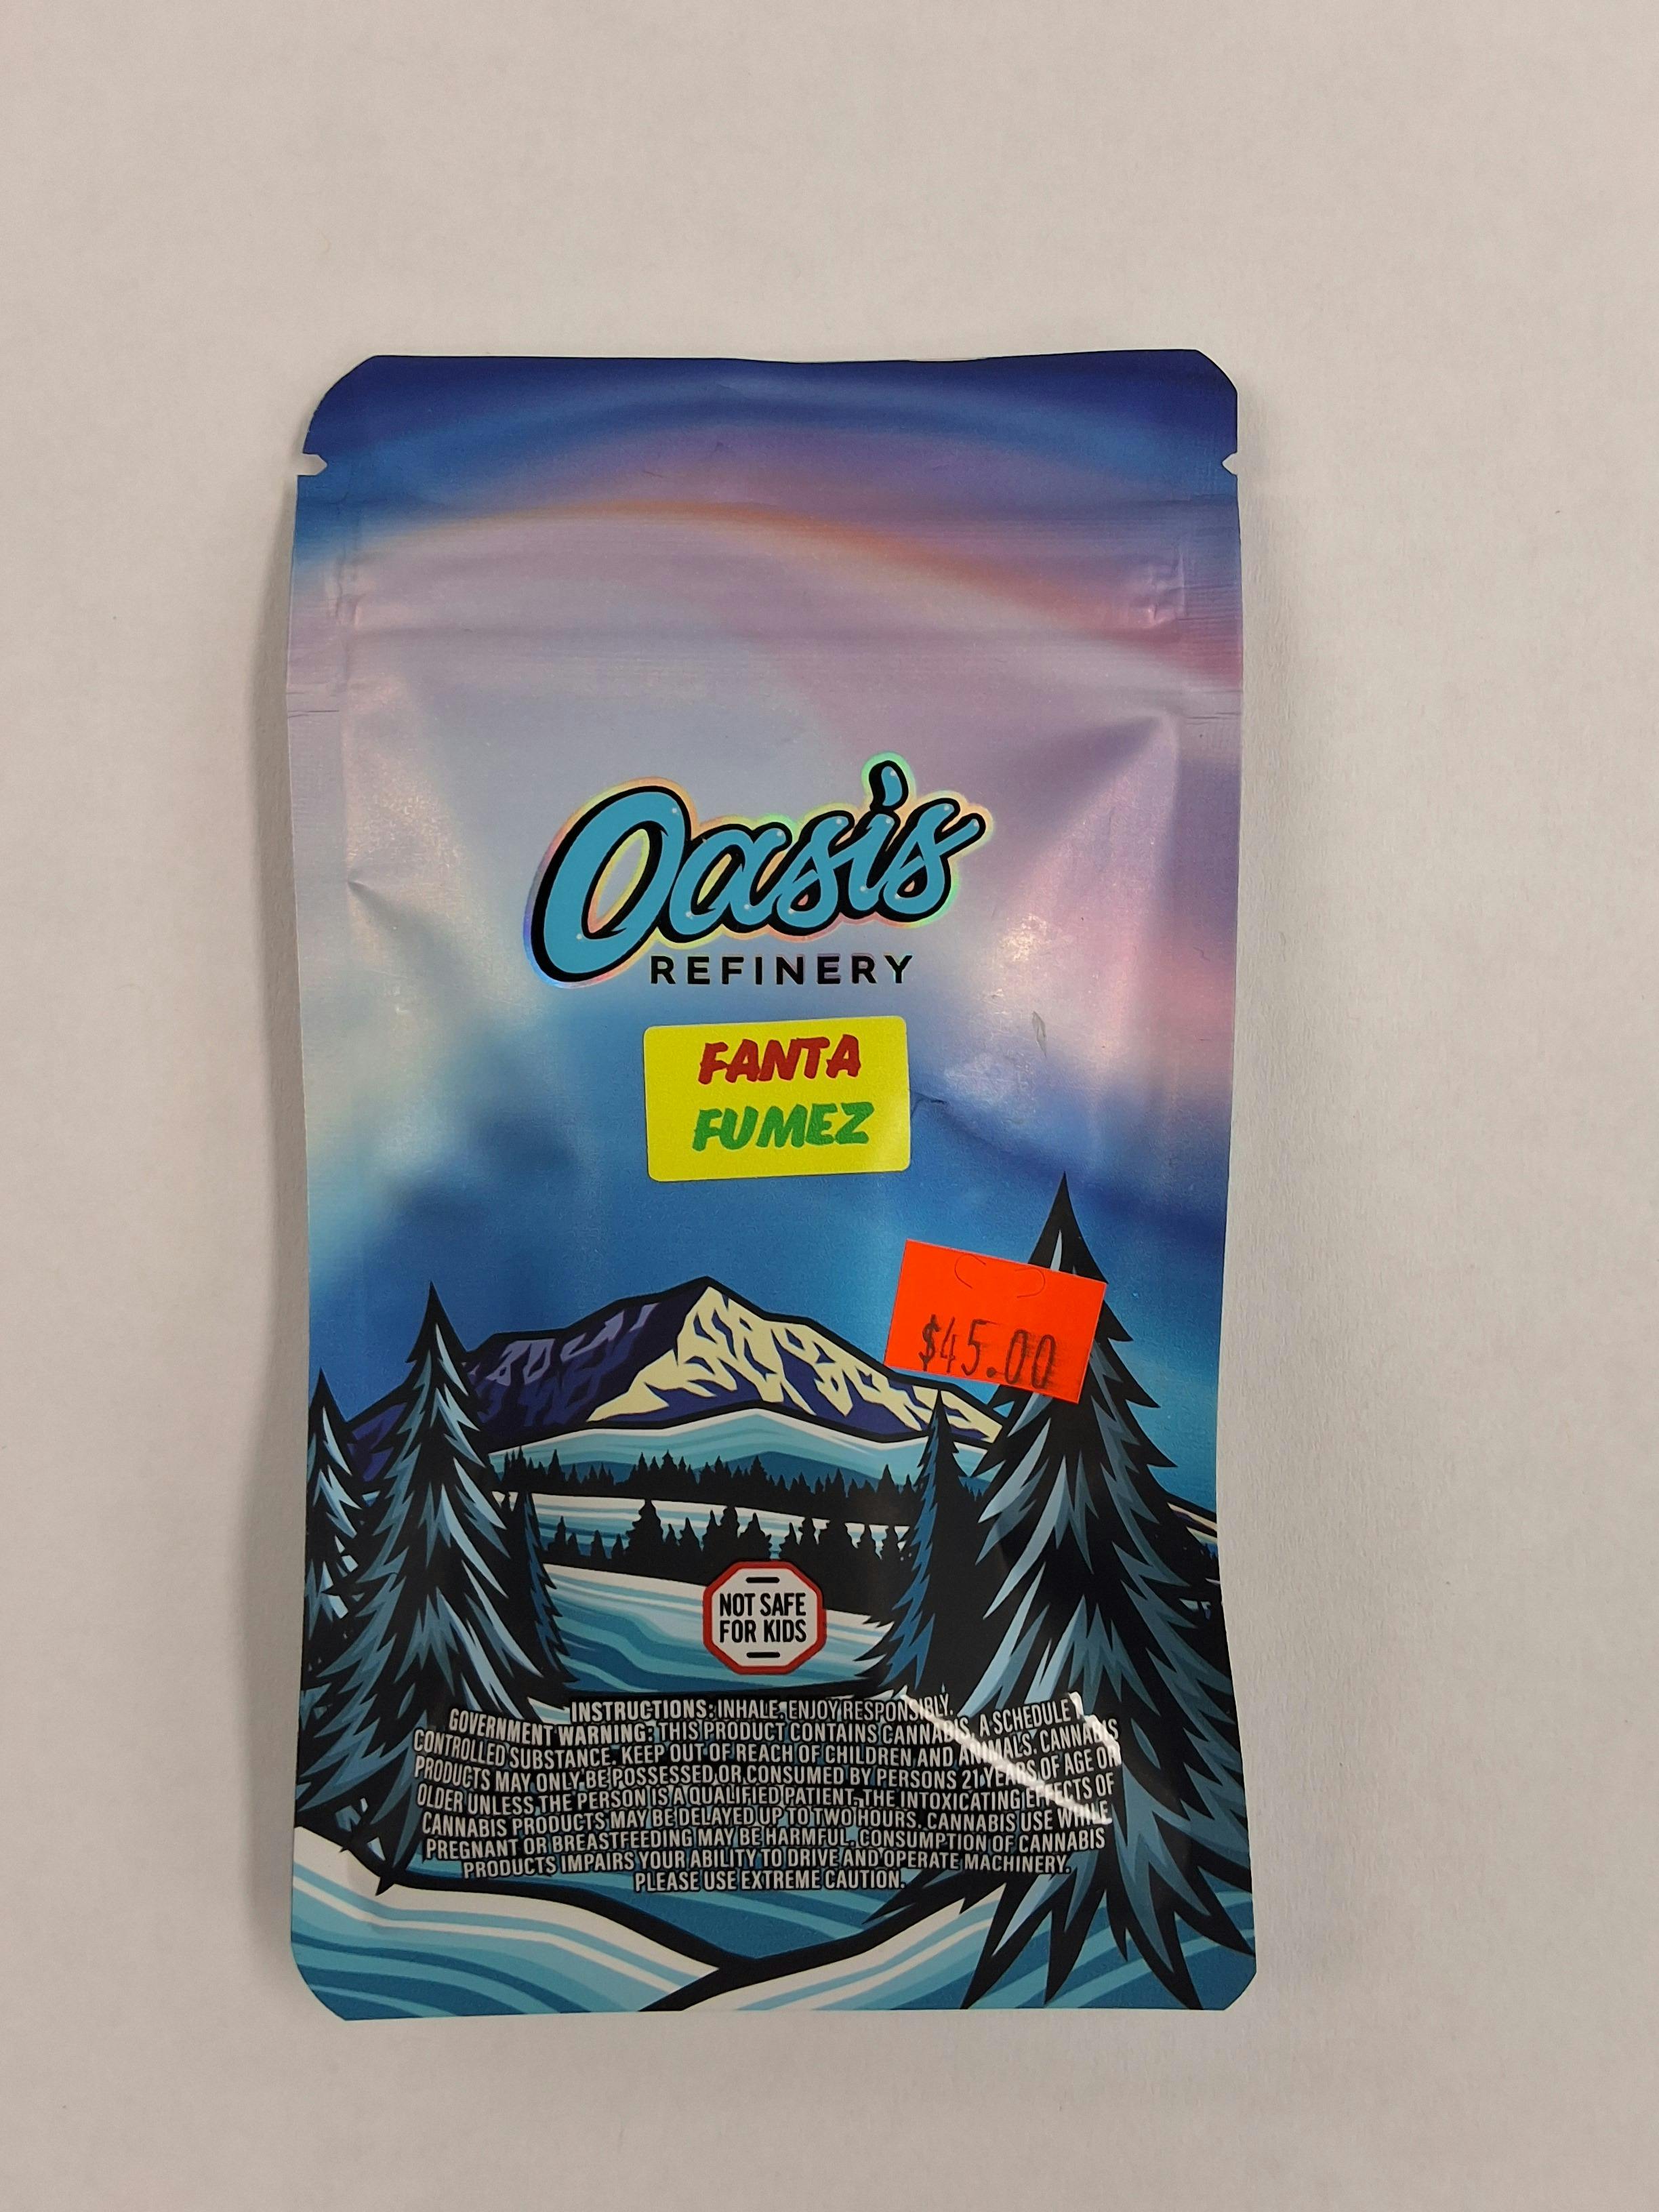 Oasis
REFINERY
FANTA
FUMEZ
$45.00
NOT SAFE
FOR KIDS
INSTRUCTIONS: INHALE, ENJOY RESPONSIBLY.
GOVERNMENT WARNING: THIS PRODUCT CONTAINS CANNABIS, A SCHEDULE 1
CONTROLLED SUBSTANCE. KEEP OUT OF REACH OF CHILDREN AND ANIMALS. CANNABIS
PRODUCTS MAY ONLY BE POSSESSED OR CONSUMED BY PERSONS 21 YEARS OF AGE OR
OLDER UNLESS THE PERSON IS A QUALIFIED PATIENT. THE INTOXICATING EFFECTS OF
CANNABIS PRODUCTS MAY BE DELAYED UP TO TWO HOURS. CANNABIS USE WHILE
PREGNANT OR BREASTFEEDING MAY BE HARMFUL. CONSUMPTION OF CANNABIS
PRODUCTS IMPAIRS YOUR ABILITY TO DRIVE AND OPERATE MACHINERY.
PLEASE USE EXTREME CAUTION.